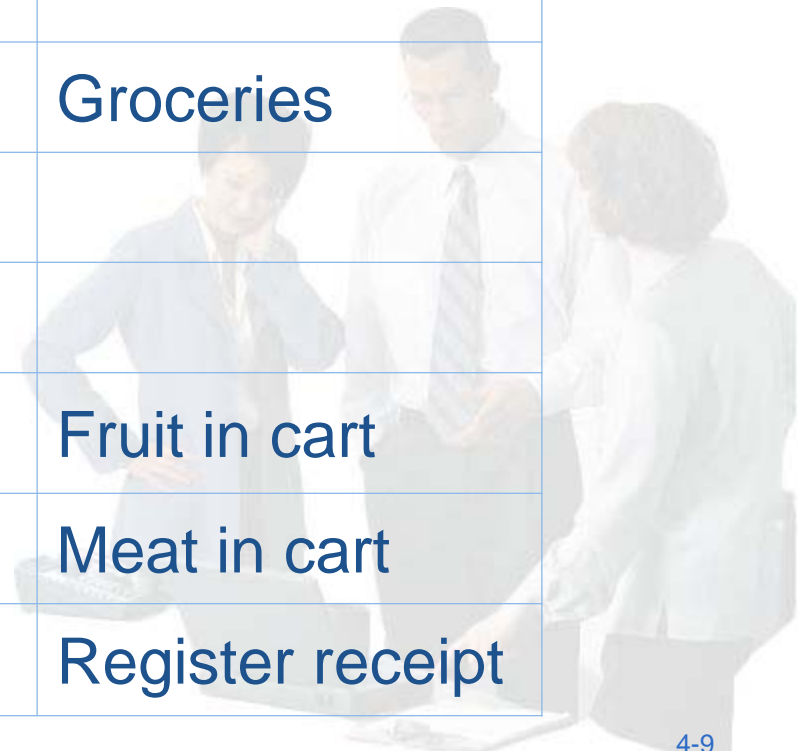 Groceries
Fruit in cart
Meat in cart
Register receipt
4-9